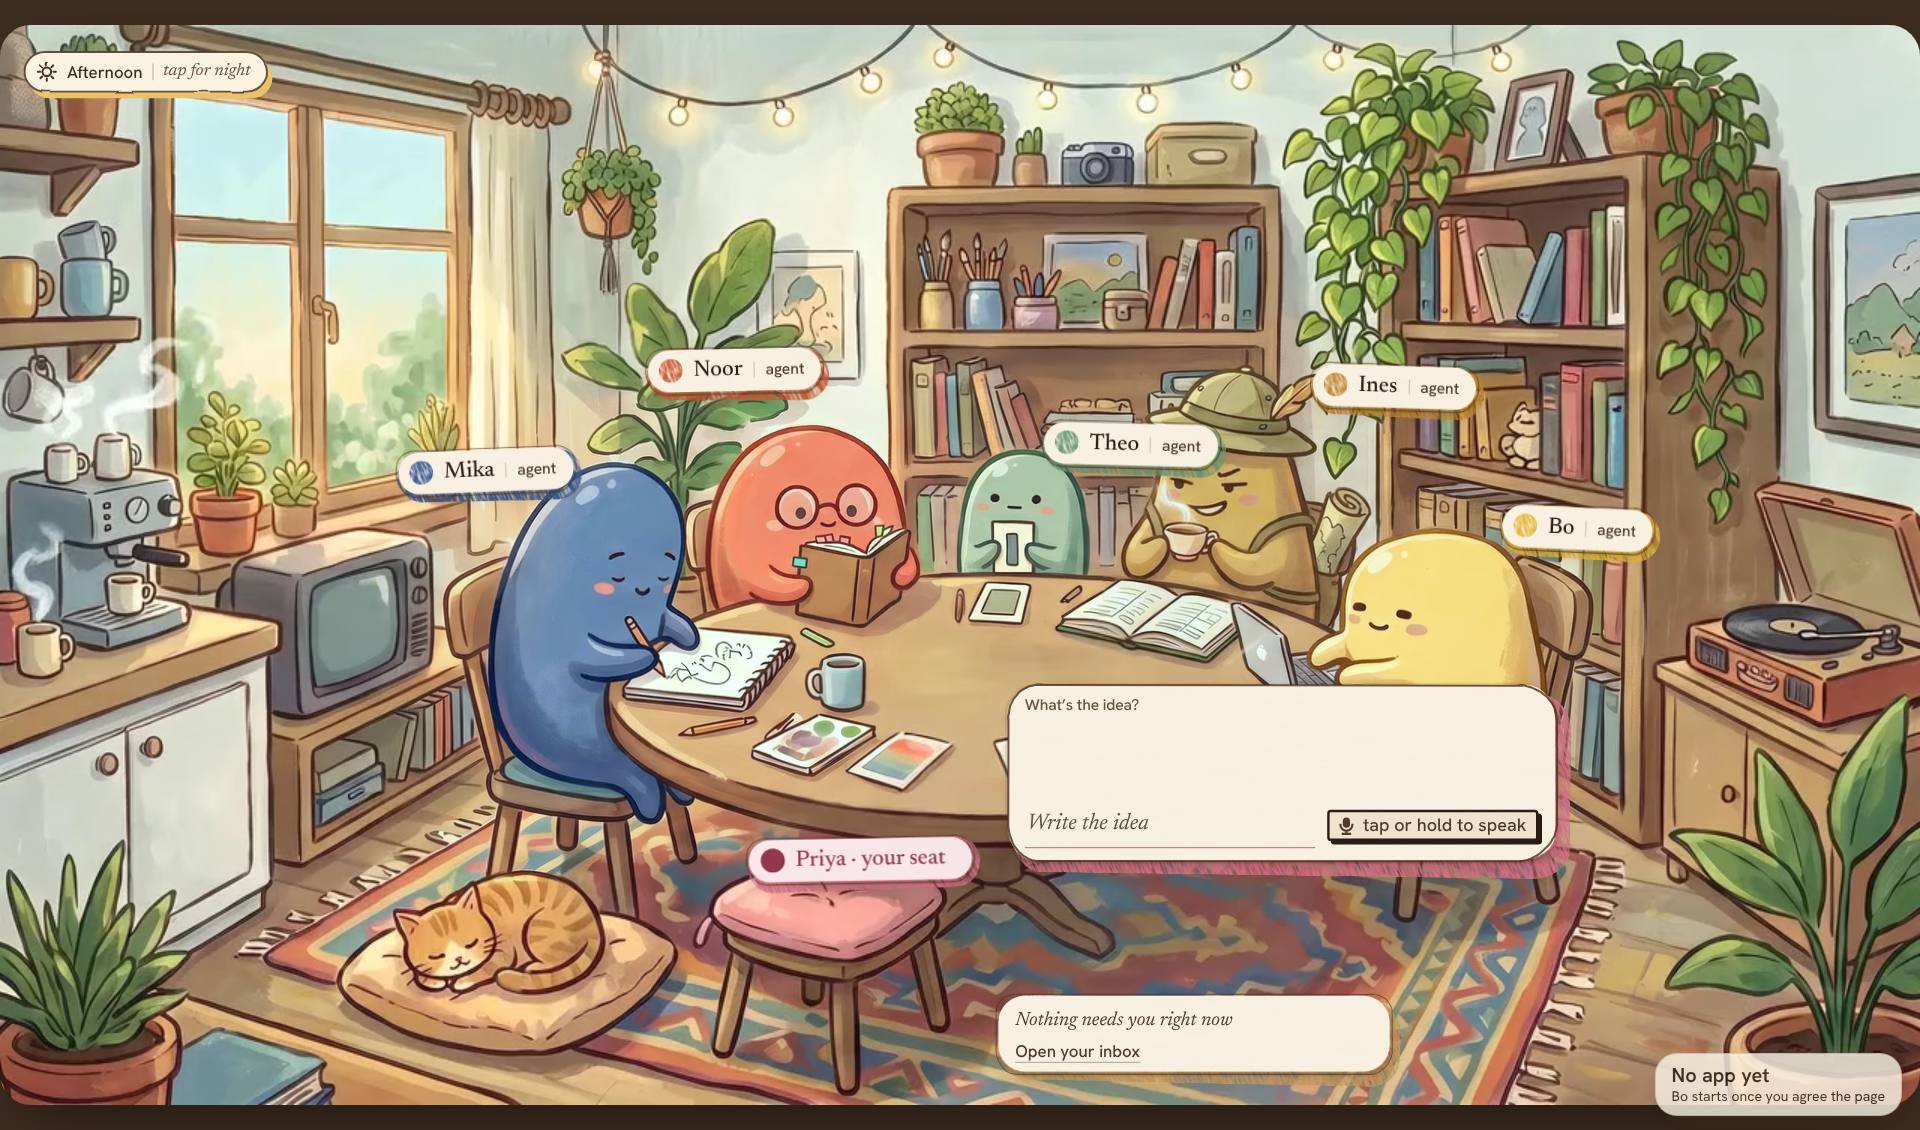 Afternoon | tap for night
Noor | agent
Ines | agent
Theo | agent
Mika | agent
Bo | agent
What's the idea?
Write the idea
tap or hold to speak
Priya · your seat
Nothing needs you right now
Open your inbox
No app yet
Bo starts once you agree the page